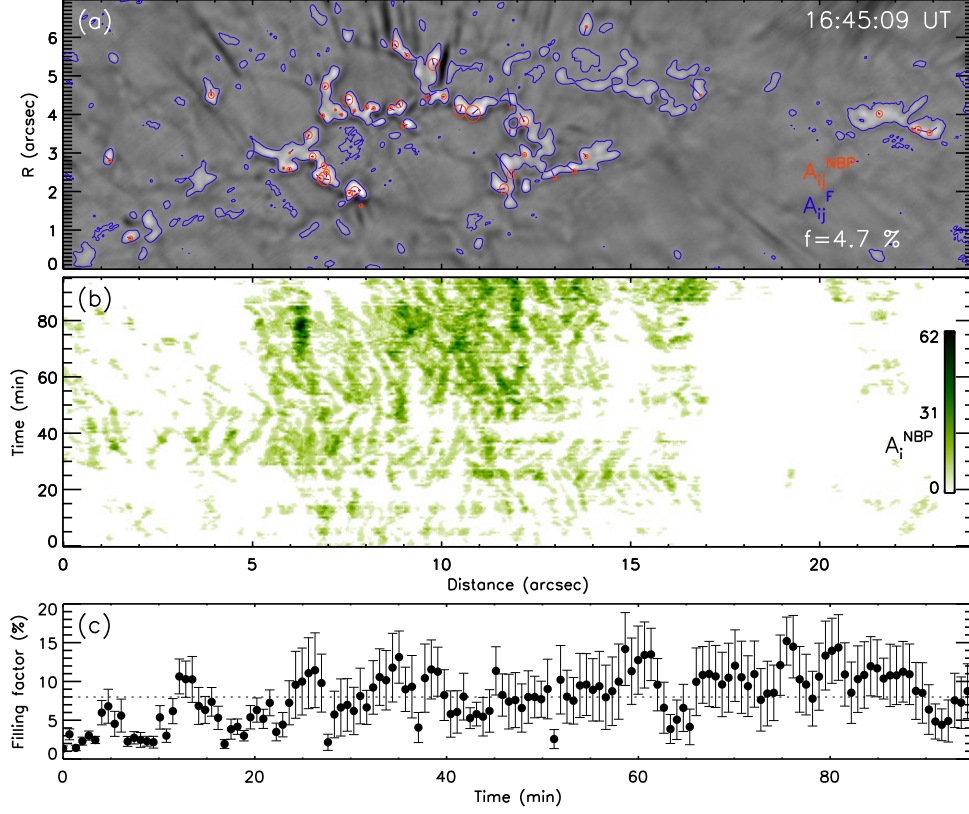 (a)
16:45:09 UT
R (arcsec)
6
5
4
3
2
1
0
A_ij^NBP
A_ij^F
f=4.7 %
(b)
Time (min)
80
60
40
20
0
62
31
0
A_i^NBP
0 5 10 15 20
Distance (arcsec)
(c)
Filling factor (%)
20
15
10
5
0
0 20 40 60 80
Time (min)